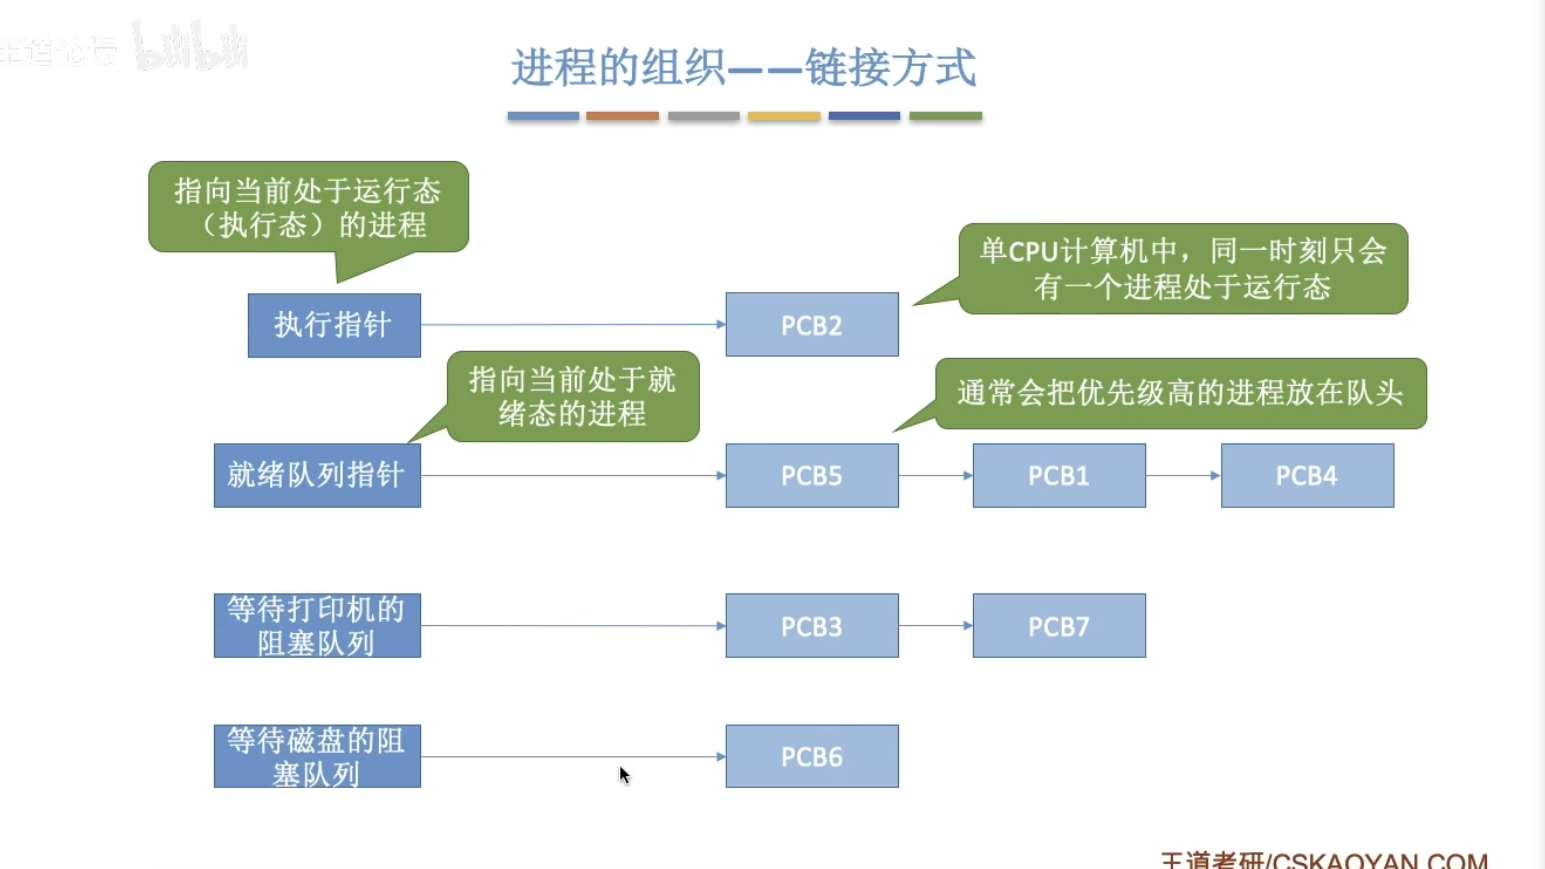 王道论坛 bilibili
进程的组织——链接方式
指向当前处于运行态
（执行态）的进程
单CPU计算机中，同一时刻只会
有一个进程处于运行态
执行指针
PCB2
指向当前处于就
绪态的进程
通常会把优先级高的进程放在队头
就绪队列指针
PCB5
PCB1
PCB4
等待打印机的
阻塞队列
PCB3
PCB7
等待磁盘的阻
塞队列
PCB6
王道考研/CSKAOYAN.COM